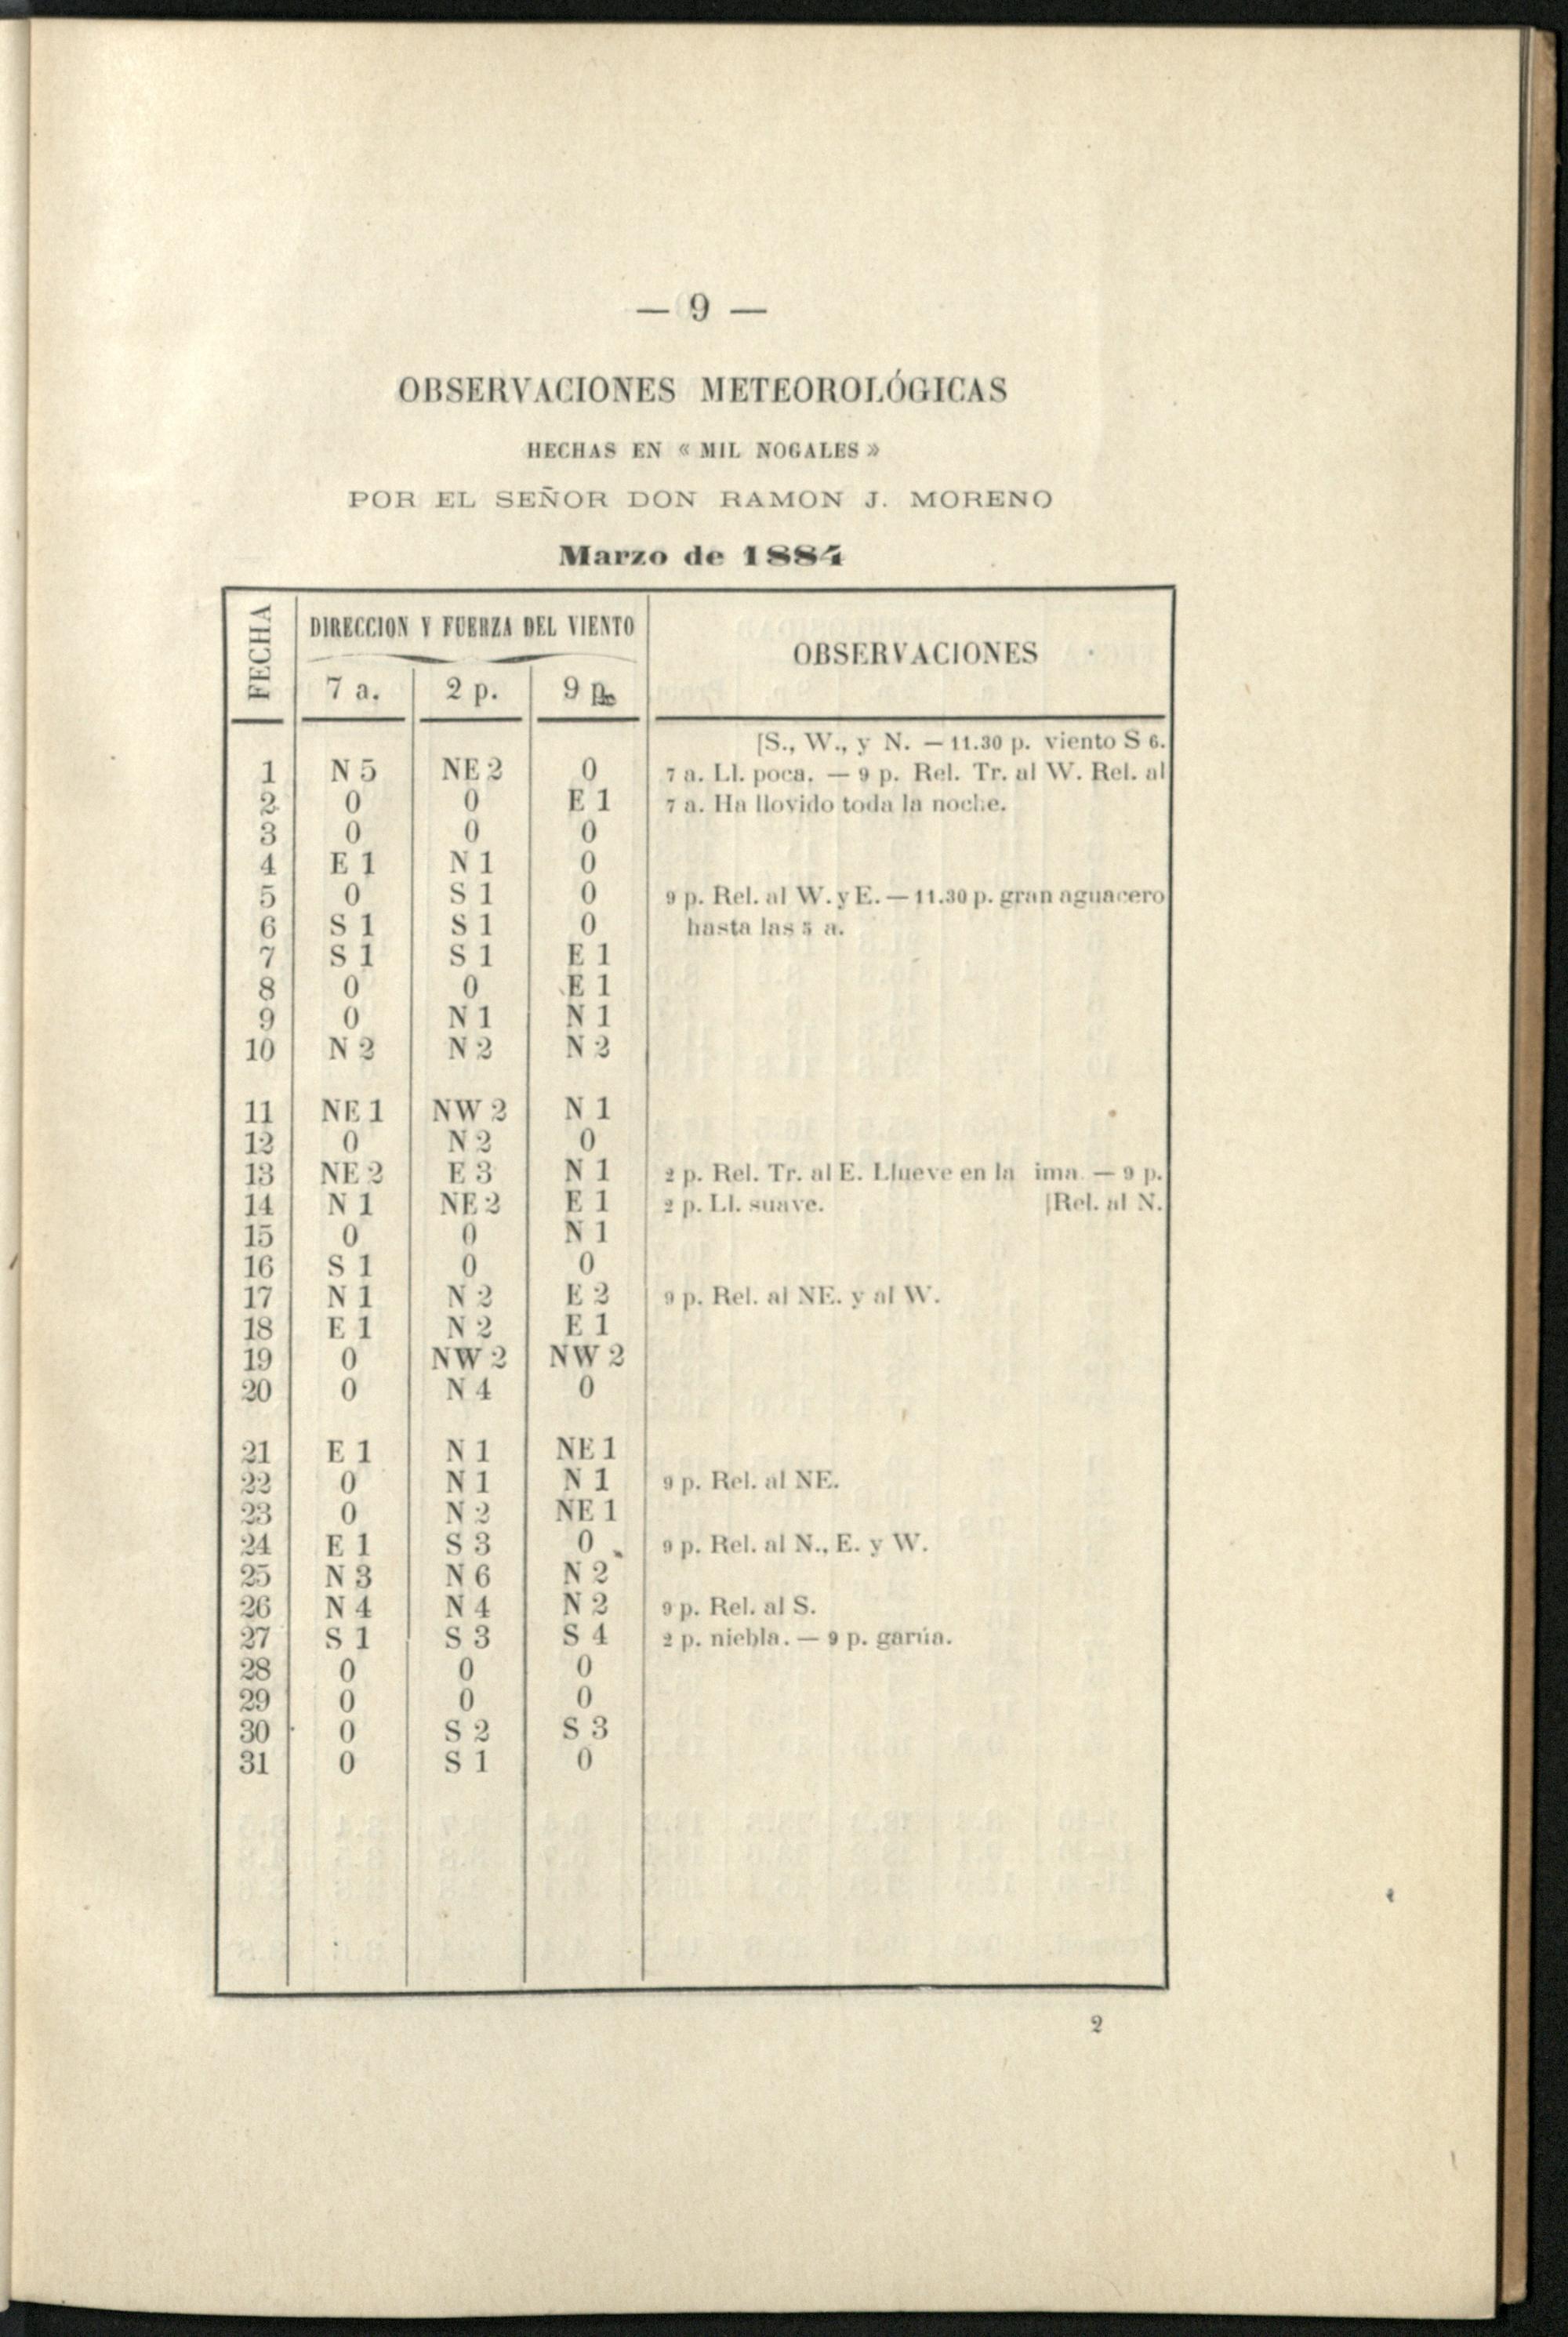 — 9 —
OBSERVACIONES METEOROLÓGICAS
HECHAS EN « MIL NOGALES »
POR EL SEÑOR DON RAMON J. MORENO
Marzo de 1884
FECHA
DIRECCION Y FUERZA DEL VIENTO
OBSERVACIONES
7 a. 2 p. 9 p.
[S., W., y N. — 11.30 p. viento S 6.
1 N 5 NE 2 0 7 a. Ll. poca. — 9 p. Rel. Tr. al W. Rel. al
2 0 0 E 1 7 a. Ha llovido toda la noche.
3 0 0 0
4 E 1 N 1 0
5 0 S 1 0 9 p. Rel. al W. y E. — 11.30 p. gran aguacero
6 S 1 S 1 0 hasta las 5 a.
7 S 1 S 1 E 1
8 0 0 E 1
9 0 N 1 N 1
10 N 2 N 2 N 2
11 NE 1 NW 2 N 1
12 0 N 2 0
13 NE 2 E 3 N 1 2 p. Rel. Tr. al E. Llueve en la ima. — 9 p.
14 N 1 NE 2 E 1 2 p. Ll. suave. [Rel. al N.
15 0 0 N 1
16 S 1 0 0
17 N 1 N 2 E 2 9 p. Rel. al NE. y al W.
18 E 1 N 2 E 1
19 0 NW 2 NW 2
20 0 N 4 0
21 E 1 N 1 NE 1
22 0 N 1 N 1 9 p. Rel. al NE.
23 0 N 2 NE 1
24 E 1 S 3 0 9 p. Rel. al N., E. y W.
25 N 3 N 6 N 2
26 N 4 N 4 N 2 9 p. Rel. al S.
27 S 1 S 3 S 4 2 p. niebla. — 9 p. garúa.
28 0 0 0
29 0 0 0
30 0 S 2 S 3
31 0 S 1 0
2